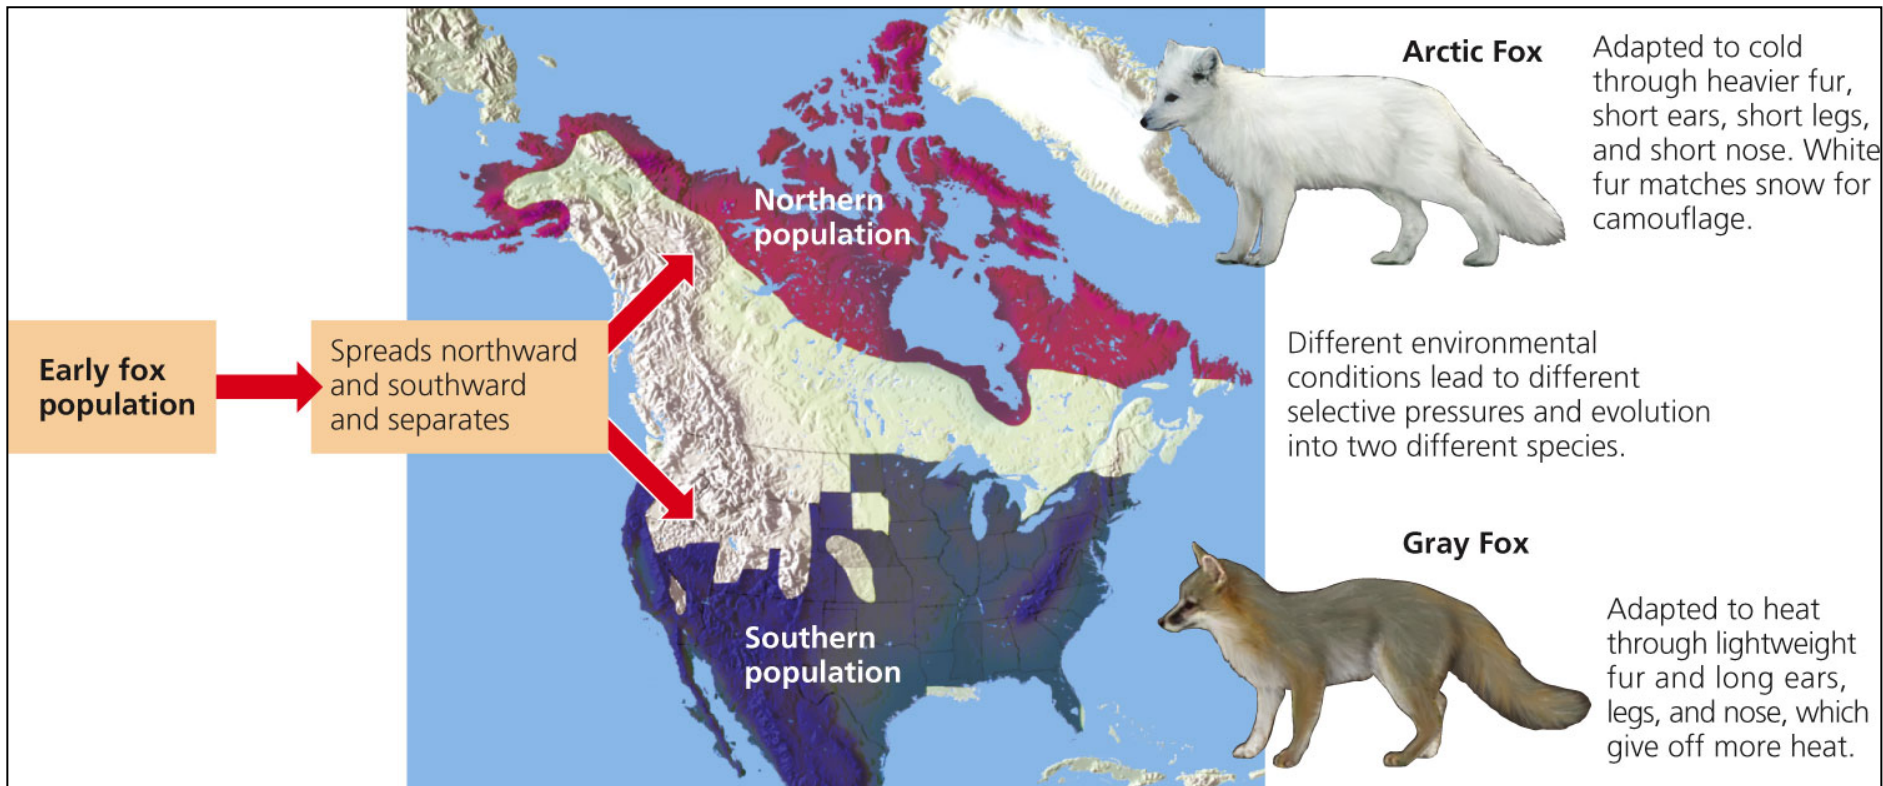 Early fox
population
Spreads northward
and southward
and separates
Northern
population
Southern
population
Arctic Fox
Adapted to cold
through heavier fur,
short ears, short legs,
and short nose. White
fur matches snow for
camouflage.
Different environmental
conditions lead to different
selective pressures and evolution
into two different species.
Gray Fox
Adapted to heat
through lightweight
fur and long ears,
legs, and nose, which
give off more heat.